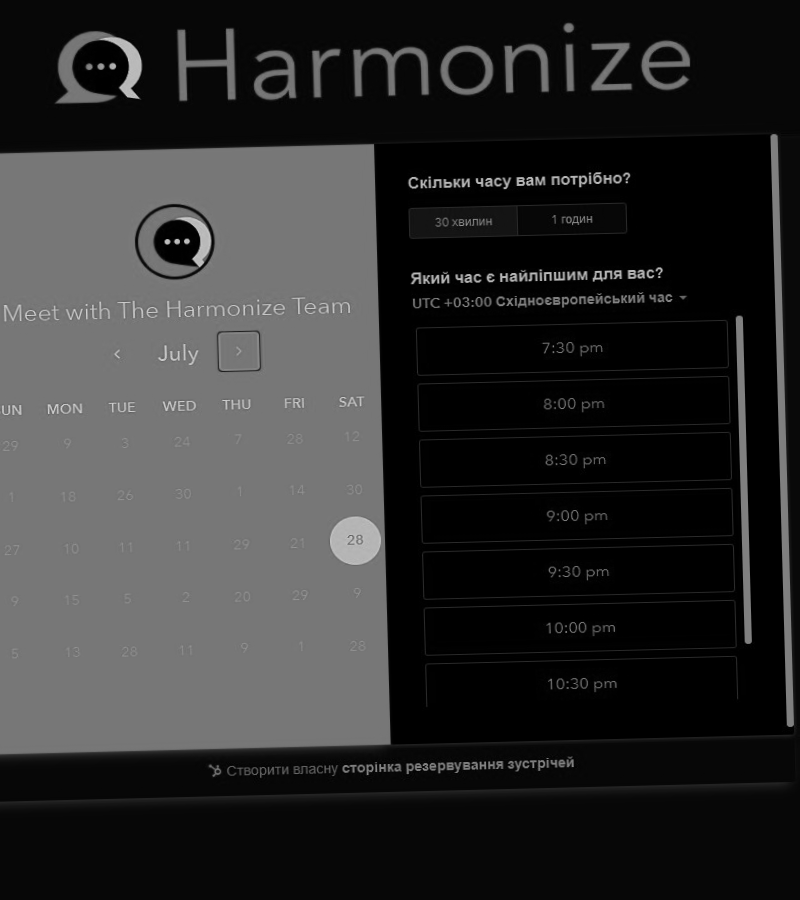 Harmonize
Meet with The Harmonize Team
July
UN MON TUE WED THU FRI SAT
29 9 3 24 7 28 12
1 18 26 30 1 14 30
27 10 11 11 29 21 28
9 15 5 2 20 29 9
5 13 28 11 9 1 28
Скільки часу вам потрібно?
30 хвилин 1 годин
Який час є найліпшим для вас?
UTC +03:00 Східноєвропейський час
7:30 pm
8:00 pm
8:30 pm
9:00 pm
9:30 pm
10:00 pm
10:30 pm
Створити власну сторінка резервування зустрічей